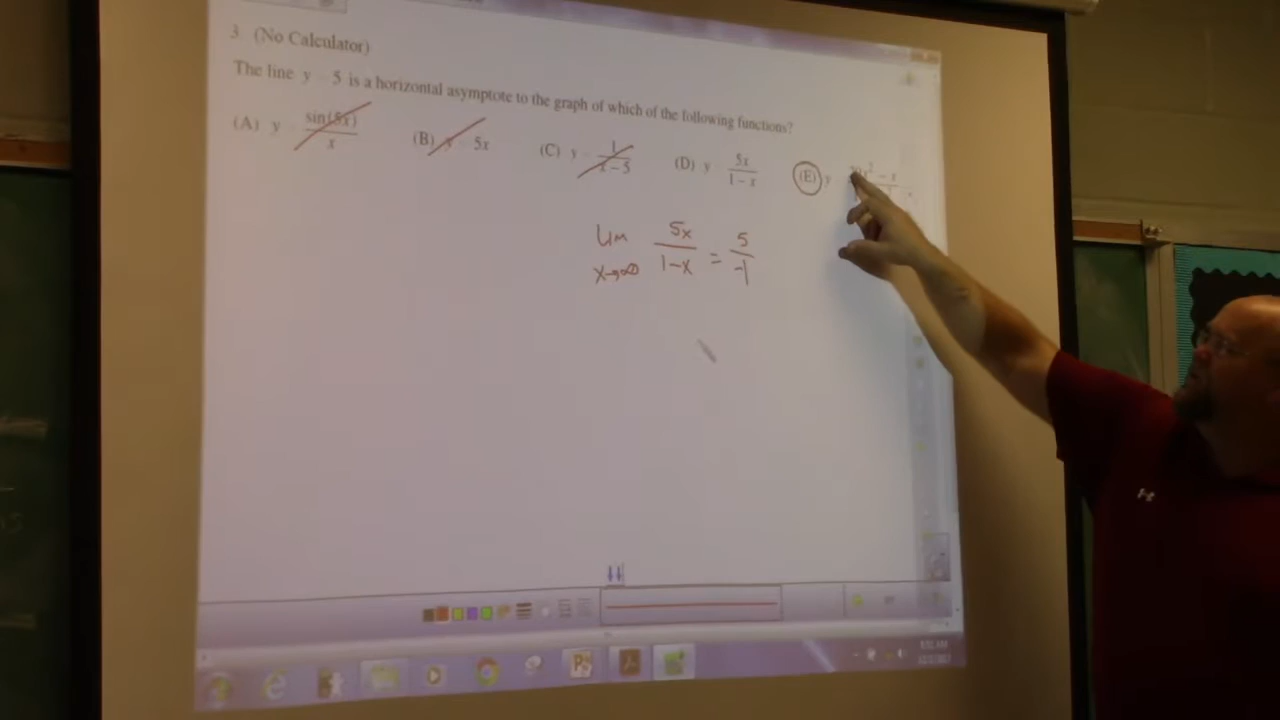 3 (No Calculator)
The line y = 5 is a horizontal asymptote to the graph of which of the following functions?
(A) y = sin(5x)/x (B) y = 5x (C) y = 1/(x − 5) (D) y = 5x/(1 − x) (E) y
lim x→∞ 5x/(1−x) = 5/−1